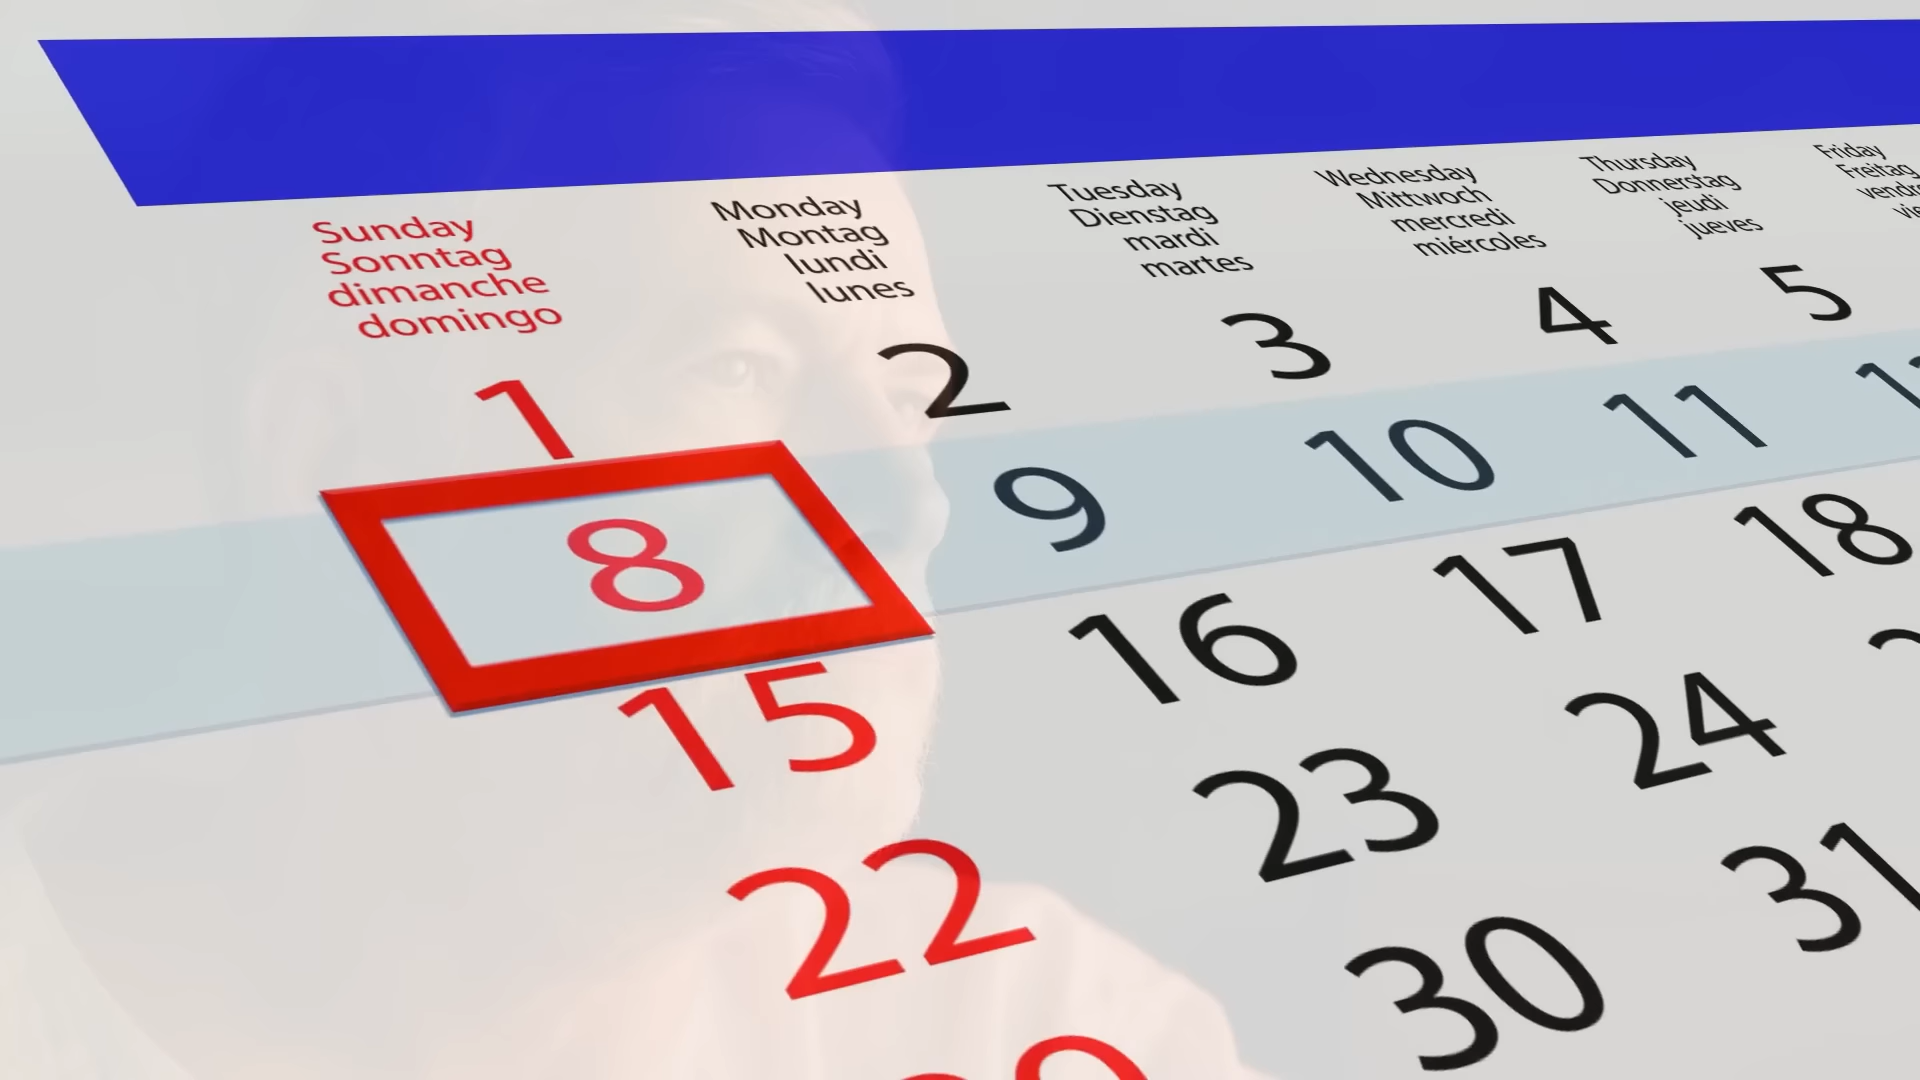 Sunday Monday Tuesday Wednesday Thursday Friday
Sonntag Montag Dienstag Mittwoch Donnerstag Freitag
dimanche lundi mardi mercredi jeudi
domingo lunes martes miércoles jueves
1 2 3 4 5
8 9 10 11
15 16 17 18
22 23 24
30 31